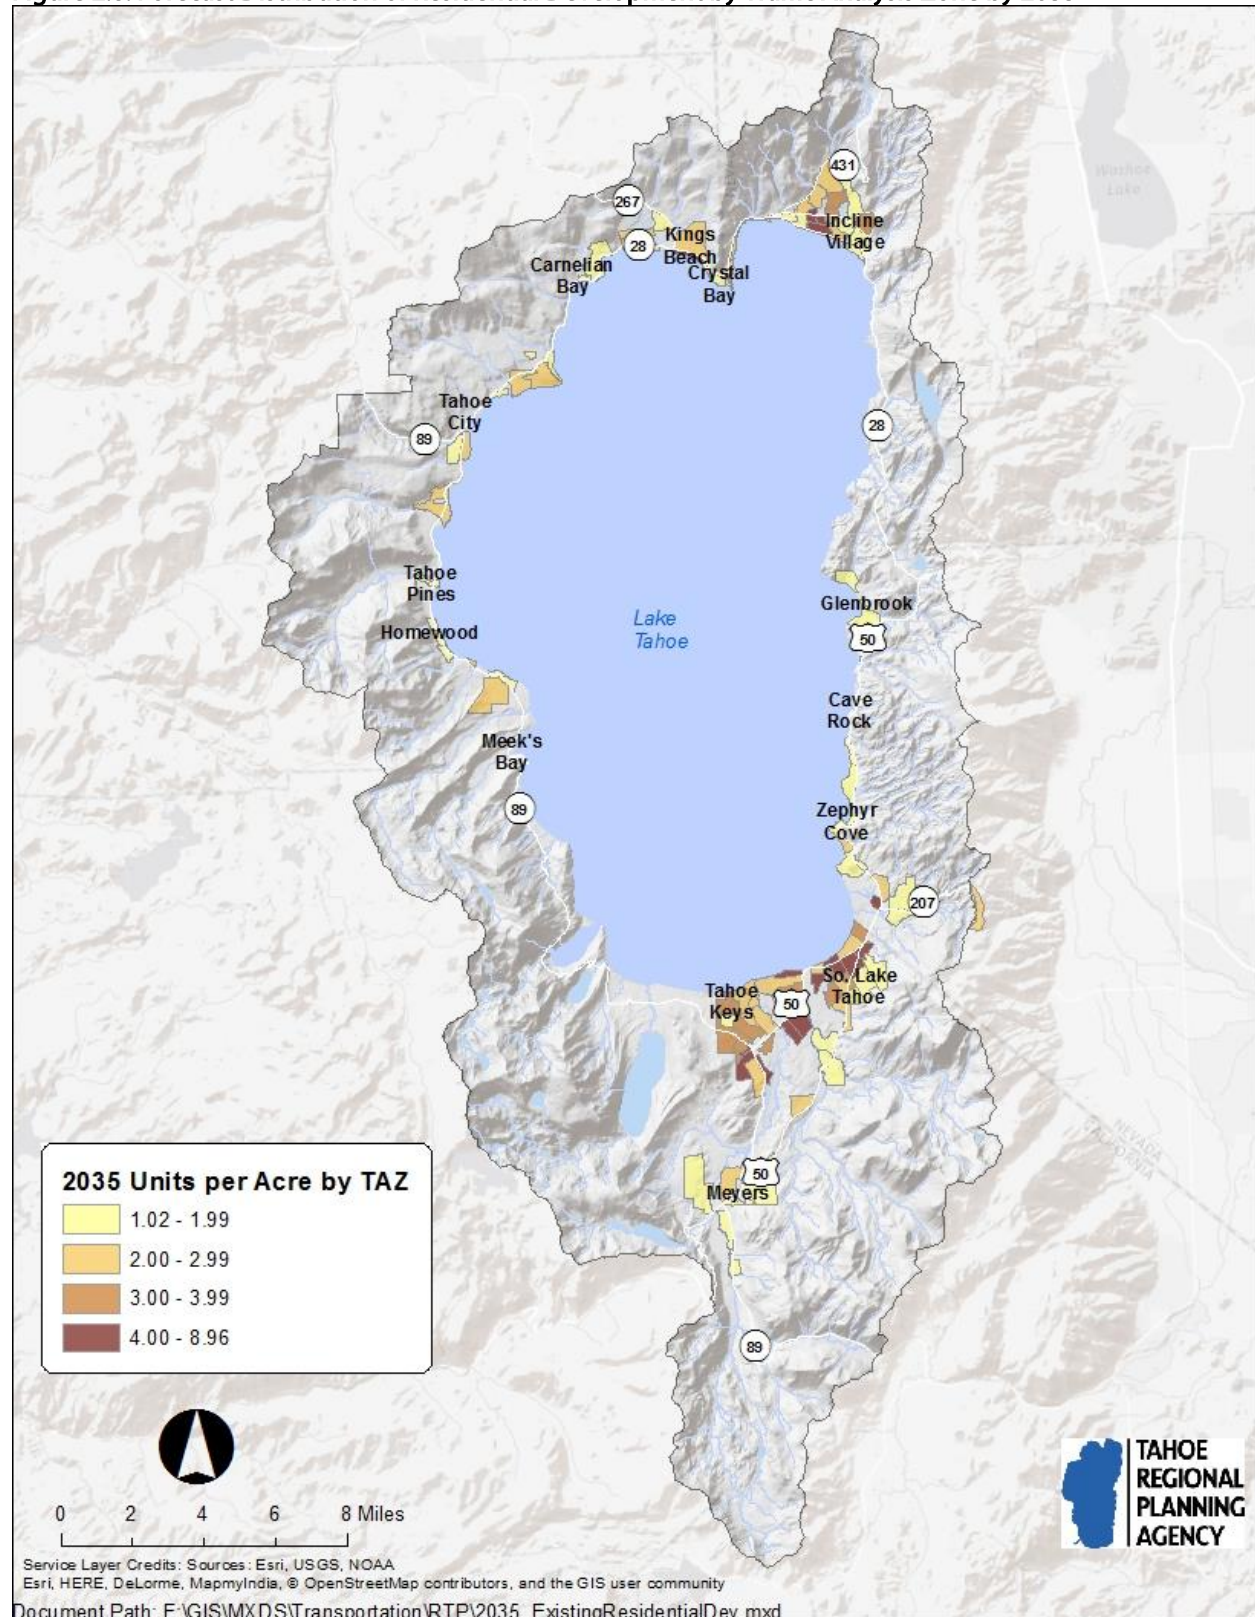 431
267
Incline
Village
Kings
Beach
28
Carnelian
Bay
Crystal
Bay
Washoe
Lake
Tahoe
City
89
28
Tahoe
Pines
Glenbrook
Homewood
Lake
Tahoe
50
Cave
Rock
Meek's
Bay
89
Zephyr
Cove
207
So. Lake
Tahoe
Tahoe
Keys
50
NEVADA
CALIFORNIA
50
Meyers
89
2035 Units per Acre by TAZ
1.02 - 1.99
2.00 - 2.99
3.00 - 3.99
4.00 - 8.96
0 2 4 6 8 Miles
TAHOE
REGIONAL
PLANNING
AGENCY
Service Layer Credits: Sources: Esri, USGS, NOAA
Esri, HERE, DeLorme, MapmyIndia, © OpenStreetMap contributors, and the GIS user community
Document Path: F:\GIS\MXDS\Transportation\RTP\2035_ExistingResidentialDev.mxd